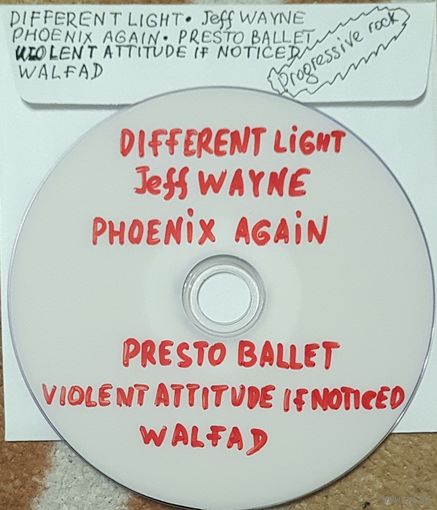 DIFFERENT LIGHT • Jeff WAYNE
PHOENIX AGAIN • PRESTO BALLET
VIOLENT ATTITUDE IF NOTICED
WALFAD
progressive rock
DIFFERENT LiGHT
Jeff WAYNE
PHOENiX AGAiN
PRESTO BALLET
VIOLENT ATTITUDE If NOTICED
WALFAD